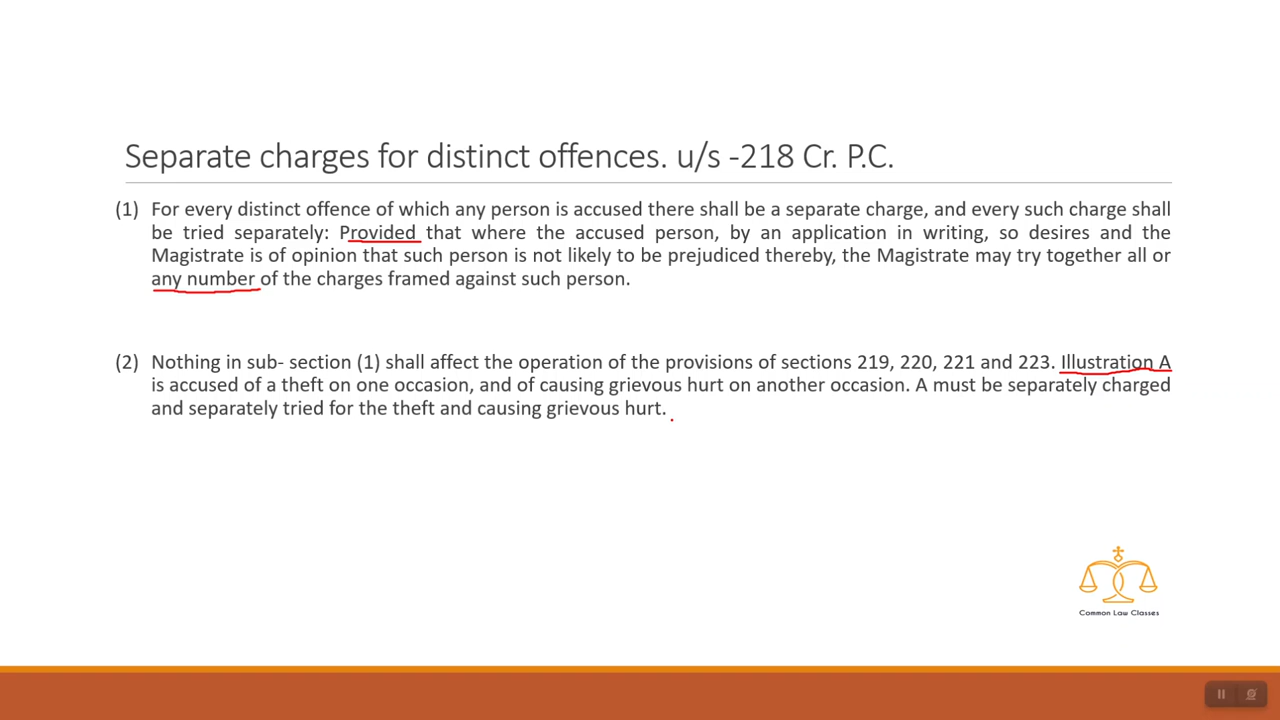 Separate charges for distinct offences. u/s -218 Cr. P.C.
(1) For every distinct offence of which any person is accused there shall be a separate charge, and every such charge shall
be tried separately: Provided that where the accused person, by an application in writing, so desires and the
Magistrate is of opinion that such person is not likely to be prejudiced thereby, the Magistrate may try together all or
any number of the charges framed against such person.
(2) Nothing in sub- section (1) shall affect the operation of the provisions of sections 219, 220, 221 and 223. Illustration A
is accused of a theft on one occasion, and of causing grievous hurt on another occasion. A must be separately charged
and separately tried for the theft and causing grievous hurt.
Common Law Classes